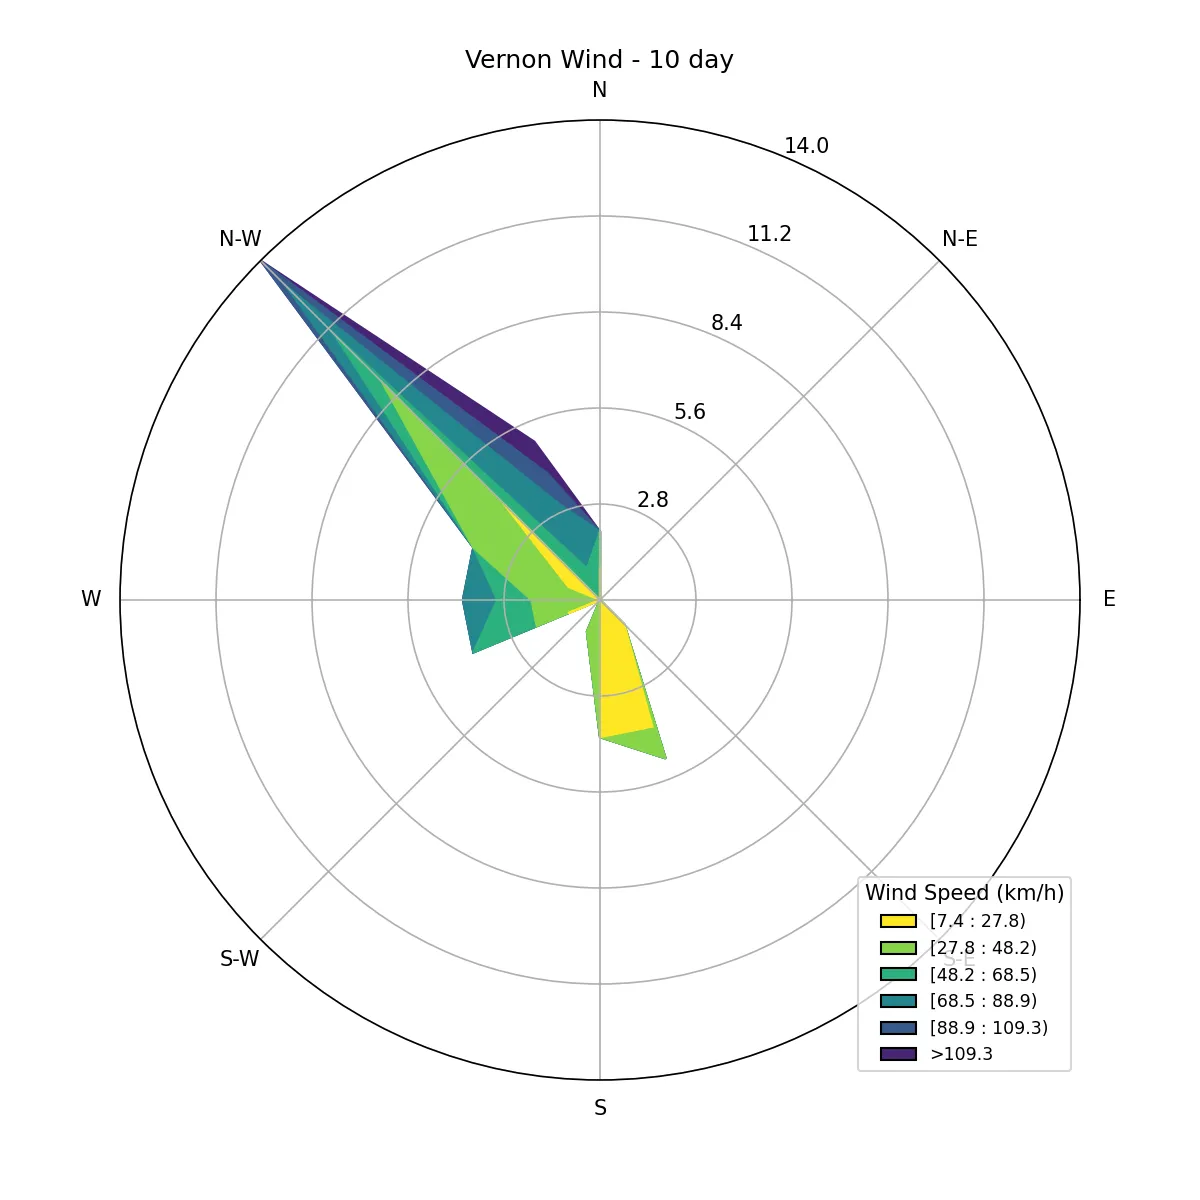 Vernon Wind - 10 day
N
14.0
11.2
N-W
N-E
8.4
5.6
2.8
W
E
S-W
S-E
S
Wind Speed (km/h)
[7.4 : 27.8)
[27.8 : 48.2)
[48.2 : 68.5)
[68.5 : 88.9)
[88.9 : 109.3)
>109.3